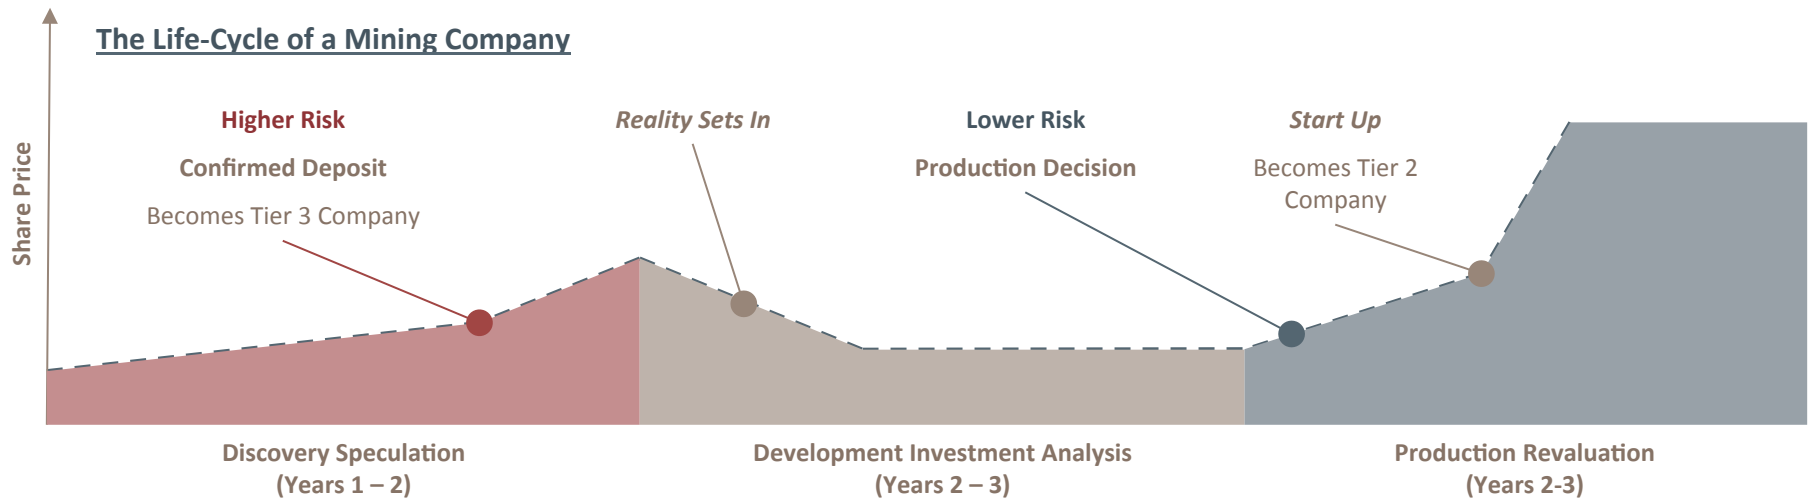 The Life-Cycle of a Mining Company
Share Price
Higher Risk
Confirmed Deposit
Becomes Tier 3 Company
Reality Sets In
Lower Risk
Production Decision
Start Up
Becomes Tier 2
Company
Discovery Speculation
(Years 1 – 2)
Development Investment Analysis
(Years 2 – 3)
Production Revaluation
(Years 2-3)